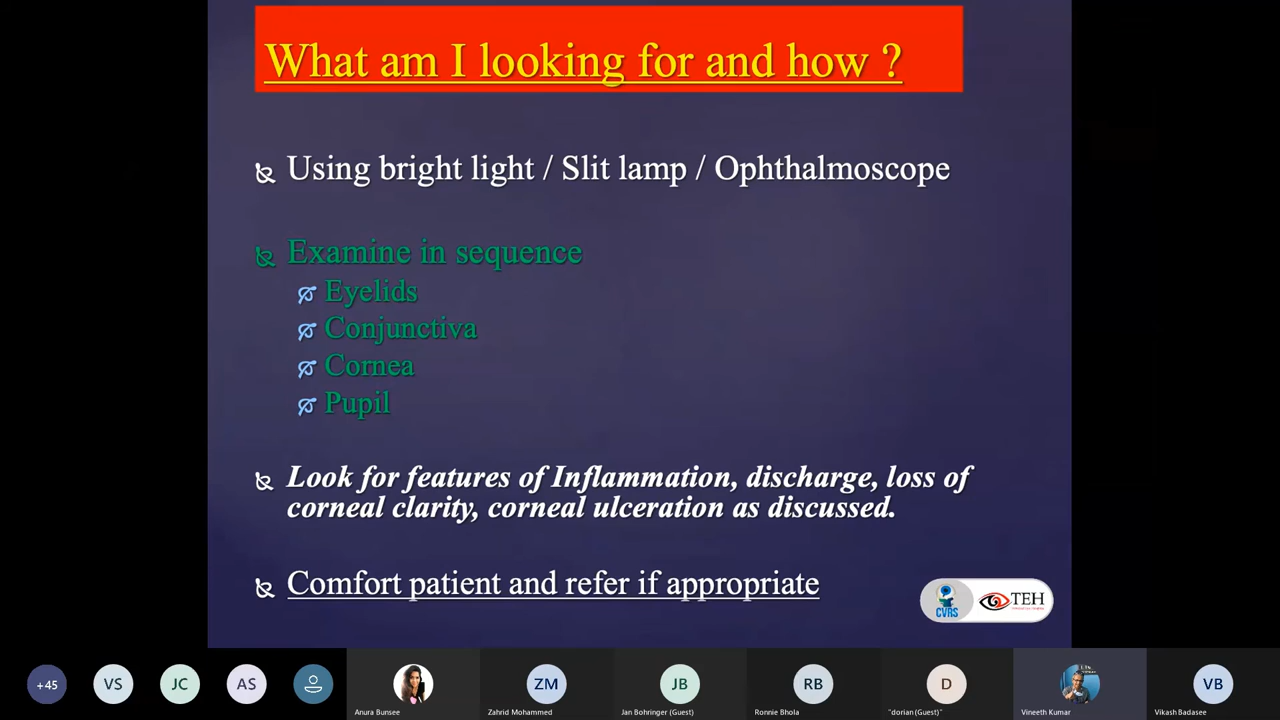 What am I looking for and how ?
Using bright light / Slit lamp / Ophthalmoscope
Examine in sequence
Eyelids
Conjunctiva
Cornea
Pupil
Look for features of Inflammation, discharge, loss of
corneal clarity, corneal ulceration as discussed.
Comfort patient and refer if appropriate
CVRS
TEH
+45
VS
JC
AS
ZM
JB
RB
D
VB
Anura Bunsee
Zahrid Mohammed
Jan Bohringer (Guest)
Ronnie Bhola
"dorian (Guest)"
Vineeth Kumar
Vikash Badasee